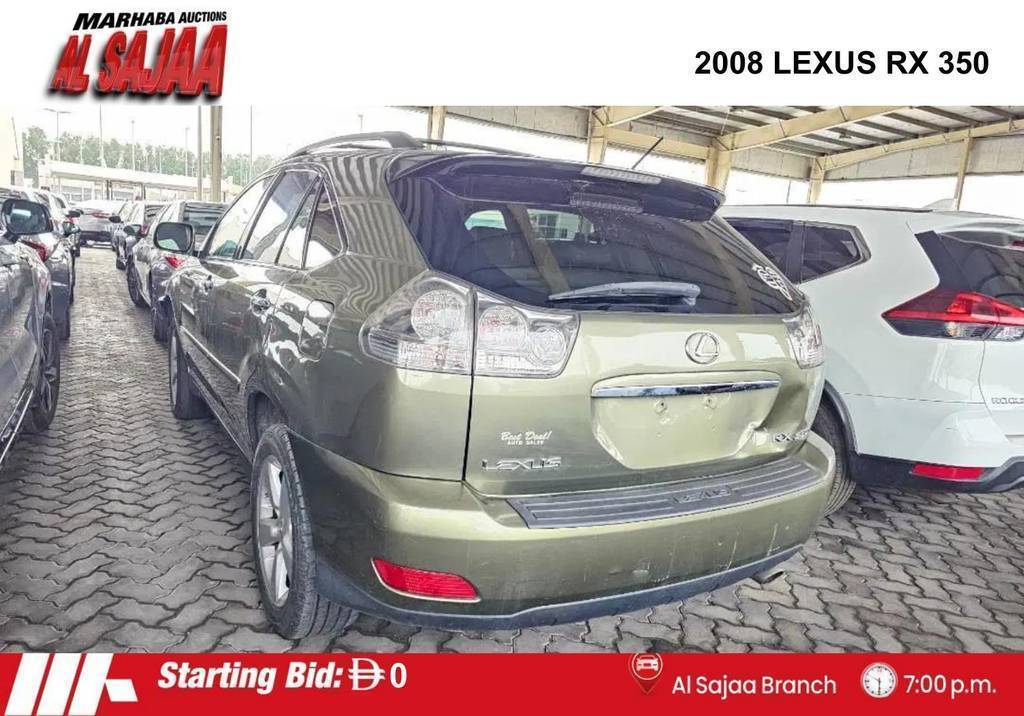 MARHABA AUCTIONS
AL SAJAA
2008 LEXUS RX 350
Best Deal!
AUTO SALES
LEXUS
RX 350
LEXUS
ROGUE
Starting Bid: 0
Al Sajaa Branch
7:00 p.m.